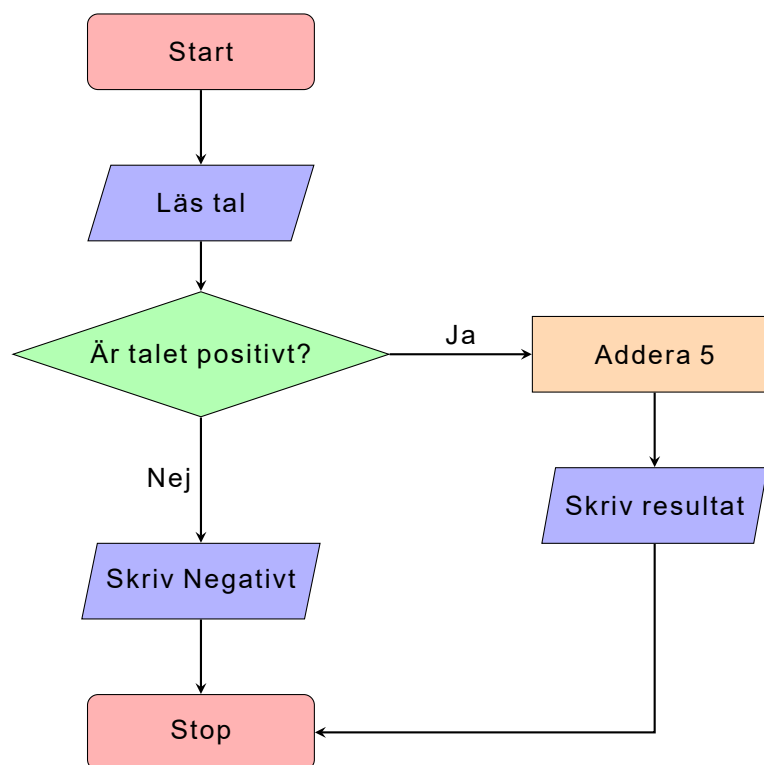 Start
Läs tal
Är talet positivt?
Ja
Addera 5
Nej
Skriv resultat
Skriv Negativt
Stop